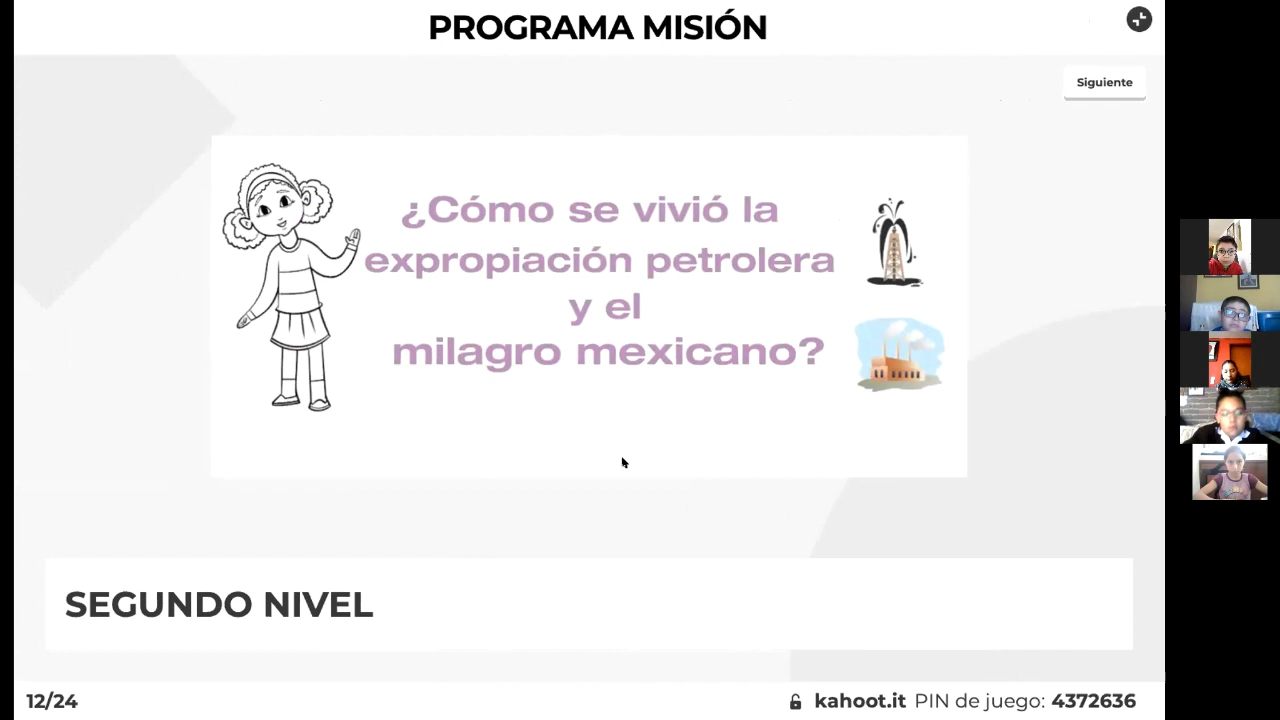 PROGRAMA MISIÓN
Siguiente
¿Cómo se vivió la
expropiación petrolera
y el
milagro mexicano?
SEGUNDO NIVEL
12/24
kahoot.it PIN de juego: 4372636